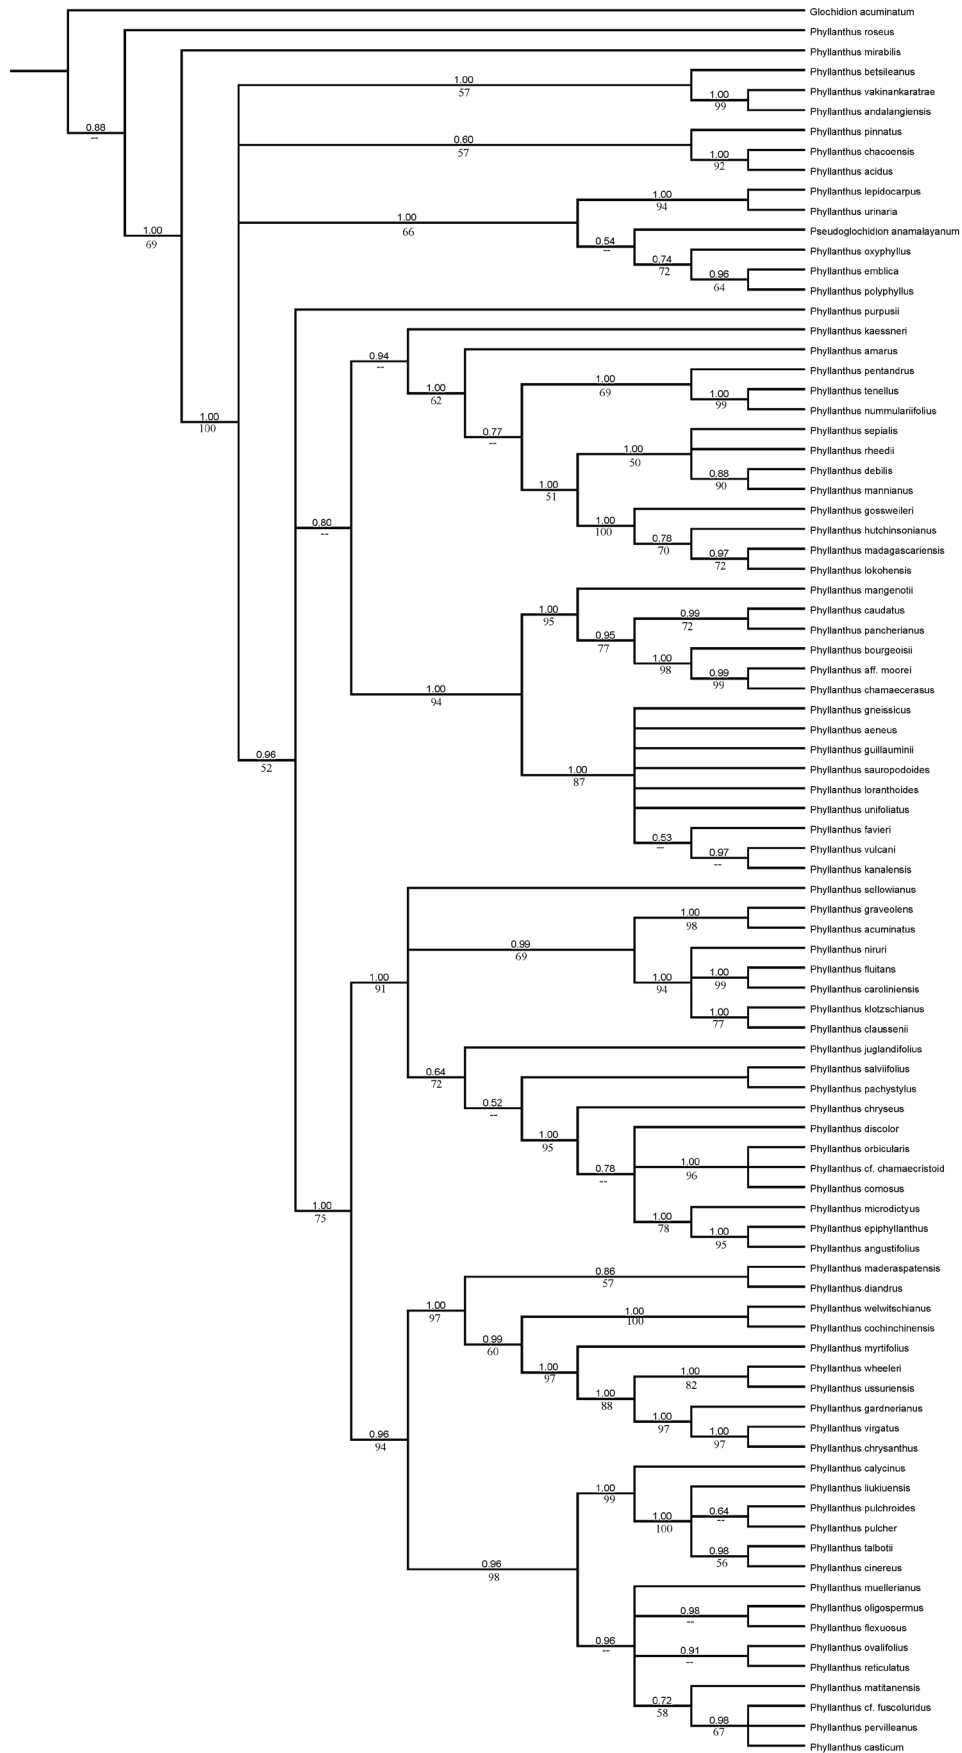 Glochidion acuminatum
Phyllanthus roseus
Phyllanthus mirabilis
Phyllanthus betsileanus
1.00
57
Phyllanthus vakinankaratrae
1.00
99
Phyllanthus andalangiensis
0.88
--
Phyllanthus pinnatus
0.60
57
Phyllanthus chacoensis
1.00
92
Phyllanthus acidus
Phyllanthus lepidocarpus
1.00
94
Phyllanthus urinaria
1.00
66
Pseudoglochidion anamalayanum
1.00
69
0.54
--
Phyllanthus oxyphyllus
0.74
72
Phyllanthus emblica
0.96
64
Phyllanthus polyphyllus
Phyllanthus purpusii
Phyllanthus kaessneri
Phyllanthus amarus
0.94
--
Phyllanthus pentandrus
1.00
69
Phyllanthus tenellus
1.00
62
1.00
99
Phyllanthus nummulariifolius
1.00
100
Phyllanthus sepialis
0.77
--
Phyllanthus rheedii
1.00
50
Phyllanthus debilis
0.88
90
Phyllanthus mannianus
1.00
51
Phyllanthus gossweileri
0.80
--
1.00
100
Phyllanthus hutchinsonianus
0.78
70
Phyllanthus madagascariensis
0.97
72
Phyllanthus lokohensis
Phyllanthus mangenotii
Phyllanthus caudatus
1.00
95
0.99
72
Phyllanthus pancherianus
0.95
77
Phyllanthus bourgeoisii
1.00
98
Phyllanthus aff. moorei
0.99
99
Phyllanthus chamaecerasus
1.00
94
Phyllanthus gneissicus
Phyllanthus aeneus
Phyllanthus guillauminii
0.96
52
Phyllanthus sauropodoides
1.00
87
Phyllanthus loranthoides
Phyllanthus unifoliatus
Phyllanthus favieri
0.53
--
Phyllanthus vulcani
0.97
--
Phyllanthus kanalensis
Phyllanthus sellowianus
Phyllanthus graveolens
1.00
98
Phyllanthus acuminatus
0.99
69
Phyllanthus niruri
Phyllanthus fluitans
1.00
91
1.00
94
1.00
99
Phyllanthus caroliniensis
Phyllanthus klotzschianus
1.00
77
Phyllanthus claussenii
Phyllanthus juglandifolius
Phyllanthus salviifolius
0.64
72
Phyllanthus pachystylus
0.52
--
Phyllanthus chryseus
Phyllanthus discolor
1.00
95
Phyllanthus orbicularis
Phyllanthus cf. chamaecristoid
1.00
96
0.78
--
Phyllanthus comosus
Phyllanthus microdictyus
1.00
75
1.00
78
Phyllanthus epiphyllanthus
1.00
95
Phyllanthus angustifolius
Phyllanthus maderaspatensis
0.86
57
Phyllanthus diandrus
Phyllanthus welwitschianus
1.00
97
1.00
100
Phyllanthus cochinchinensis
0.99
60
Phyllanthus myrtifolius
Phyllanthus wheeleri
1.00
97
1.00
82
Phyllanthus ussuriensis
1.00
88
Phyllanthus gardnerianus
1.00
97
Phyllanthus virgatus
0.96
94
1.00
97
Phyllanthus chrysanthus
Phyllanthus calycinus
Phyllanthus liukiuensis
1.00
99
Phyllanthus pulchroides
1.00
100
0.64
--
Phyllanthus pulcher
Phyllanthus talbotii
0.98
56
Phyllanthus cinereus
0.96
98
Phyllanthus muellerianus
Phyllanthus oligospermus
0.98
--
Phyllanthus flexuosus
0.96
--
Phyllanthus ovalifolius
0.91
--
Phyllanthus reticulatus
Phyllanthus matitanensis
0.72
58
Phyllanthus cf. fuscoluridus
0.98
67
Phyllanthus pervilleanus
Phyllanthus casticum